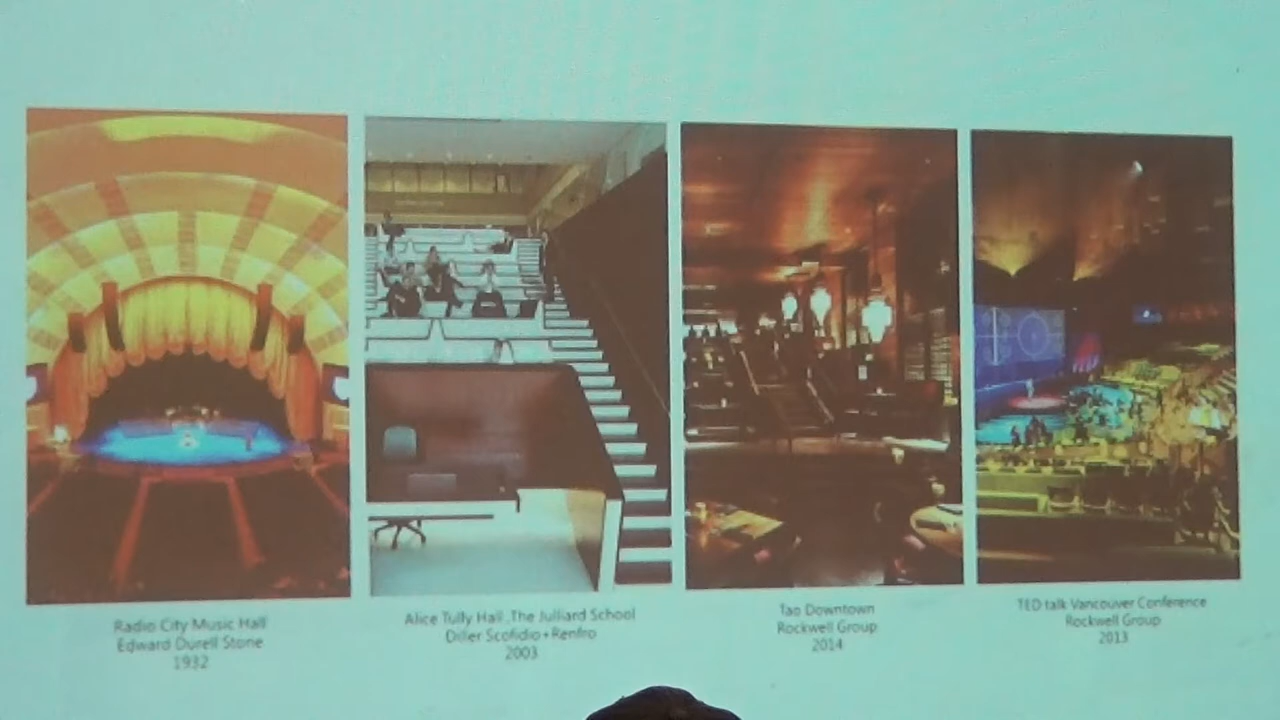 Radio City Music Hall
Edward Durell Stone
1932
Alice Tully Hall .The Julliard School
Diller Scofidio+Renfro
2003
Tao Downtown
Rockwell Group
2014
TED talk Vancouver Conference
Rockwell Group
2013